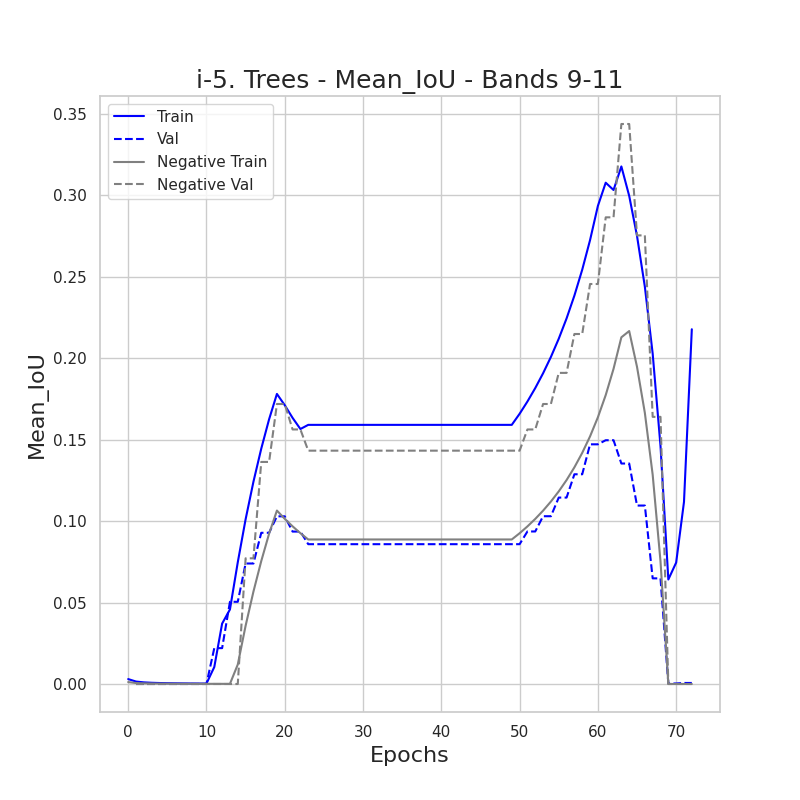 i-5. Trees - Mean_IoU - Bands 9-11
Train
Val
Negative Train
Negative Val
Mean_IoU
0.35
0.30
0.25
0.20
0.15
0.10
0.05
0.00
0 10 20 30 40 50 60 70
Epochs